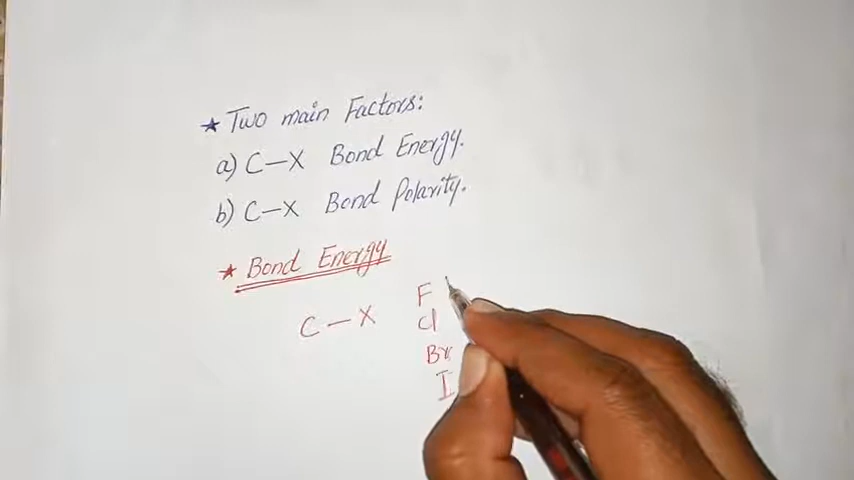 ★ Two main Factors:
a) C—X Bond Energy.
b) C—X Bond Polarity.
★ Bond Energy
C — X
F
Cl
Br
I